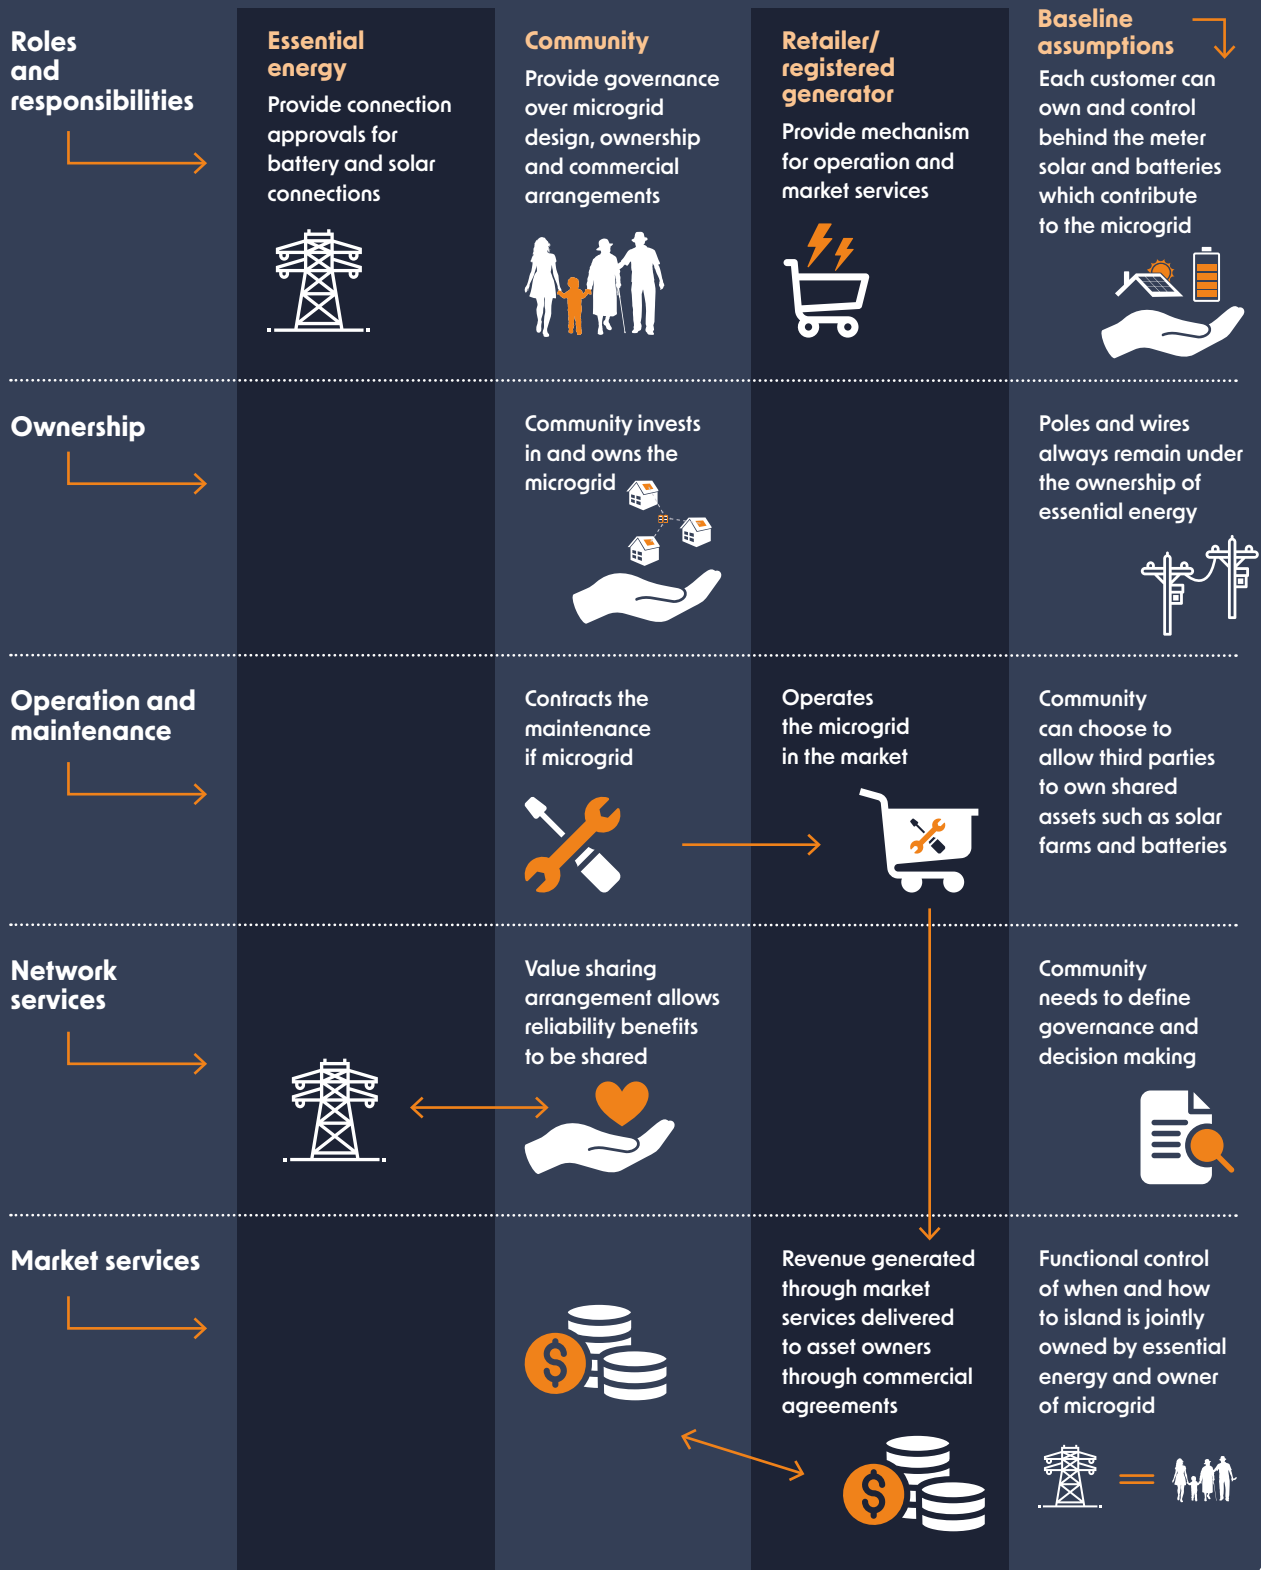 Roles
and
responsibilities
Essential
energy
Provide connection
approvals for
battery and solar
connections
Community
Provide governance
over microgrid
design, ownership
and commercial
arrangements
Retailer/
registered
generator
Provide mechanism
for operation and
market services
Baseline
assumptions
Each customer can
own and control
behind the meter
solar and batteries
which contribute
to the microgrid
Ownership
Community invests
in and owns the
microgrid
Poles and wires
always remain under
the ownership of
essential energy
Operation and
maintenance
Contracts the
maintenance
if microgrid
Operates
the microgrid
in the market
Community
can choose to
allow third parties
to own shared
assets such as solar
farms and batteries
Network
services
Value sharing
arrangement allows
reliability benefits
to be shared
Community
needs to define
governance and
decision making
Market services
$
Revenue generated
through market
services delivered
to asset owners
through commercial
agreements
$
Functional control
of when and how
to island is jointly
owned by essential
energy and owner
of microgrid